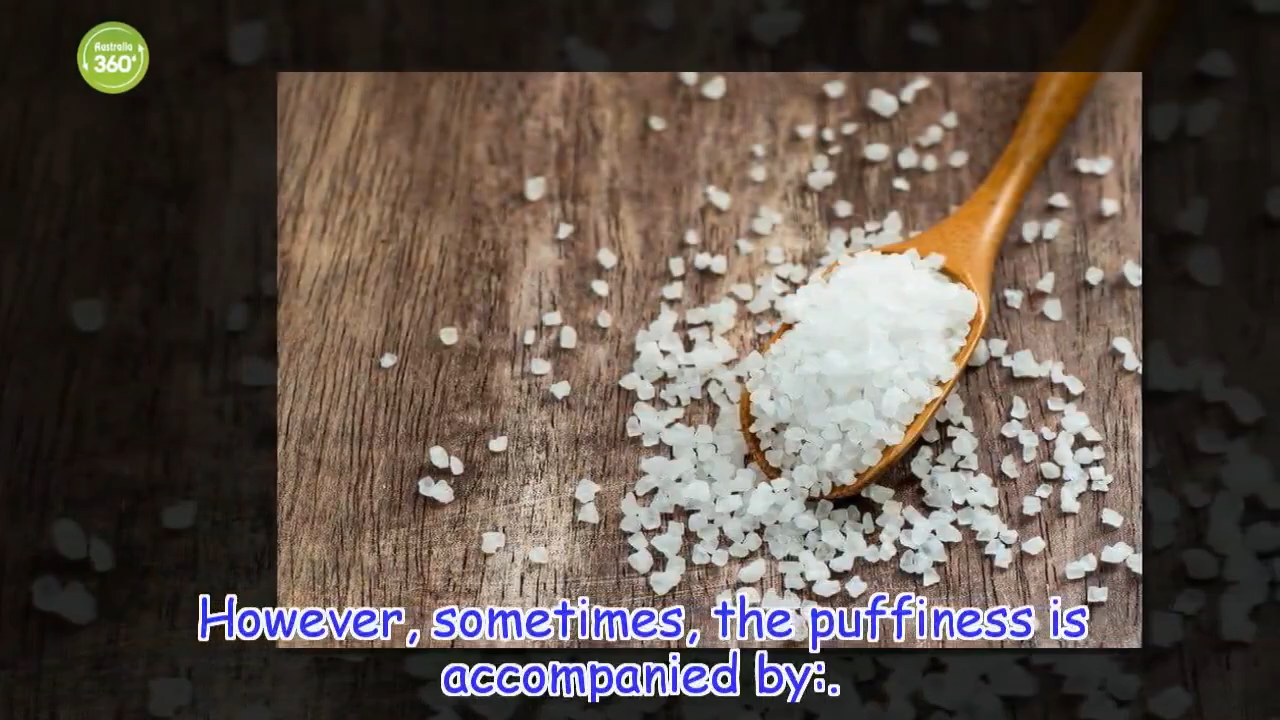 Australia
360°
However, sometimes, the puffiness is
accompanied by:.